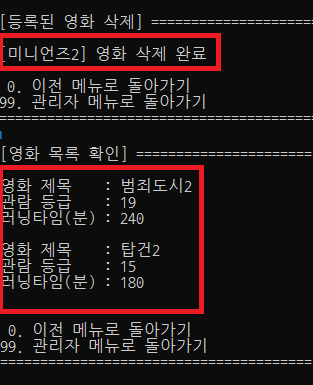 [등록된 영화 삭제] ====================
[미니언즈2] 영화 삭제 완료
0. 이전 메뉴로 돌아가기
99. 관리자 메뉴로 돌아가기
=======================================
[영화 목록 확인] ======================
영화 제목 : 범죄도시2
관람 등급 : 19
러닝타임(분) : 240
영화 제목 : 탑건2
관람 등급 : 15
러닝타임(분) : 180
0. 이전 메뉴로 돌아가기
99. 관리자 메뉴로 돌아가기
=======================================